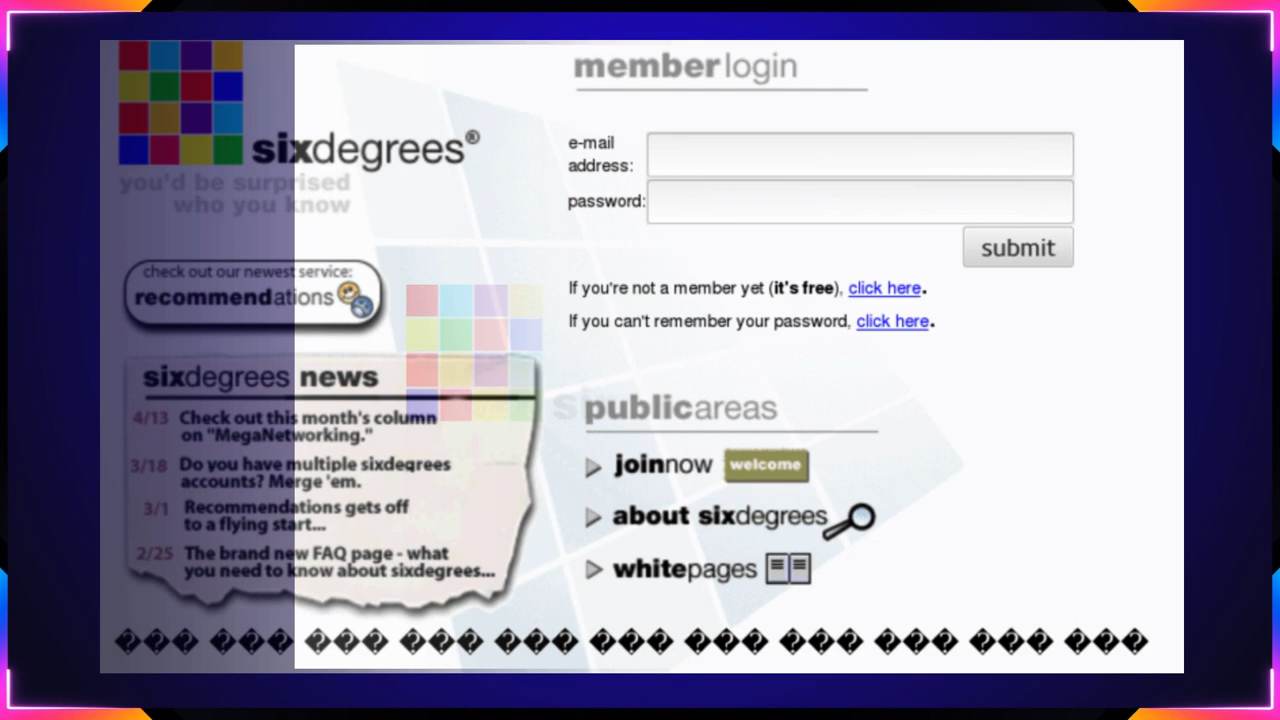 sixdegrees®
you'd be surprised
who you know
check out our newest service:
recommendations
sixdegrees news
4/13 Check out this month's column
on "MegaNetworking."
3/18 Do you have multiple sixdegrees
accounts? Merge 'em.
3/1 Recommendations gets off
to a flying start...
2/25 The brand new FAQ page - what
you need to know about sixdegrees...
memberlogin
e-mail
address:
password:
submit
If you're not a member yet (it's free), click here.
If you can't remember your password, click here.
publicareas
joinnow welcome
about sixdegrees
whitepages
��� ��� ��� ��� ��� ��� ��� ��� ��� ��� ���